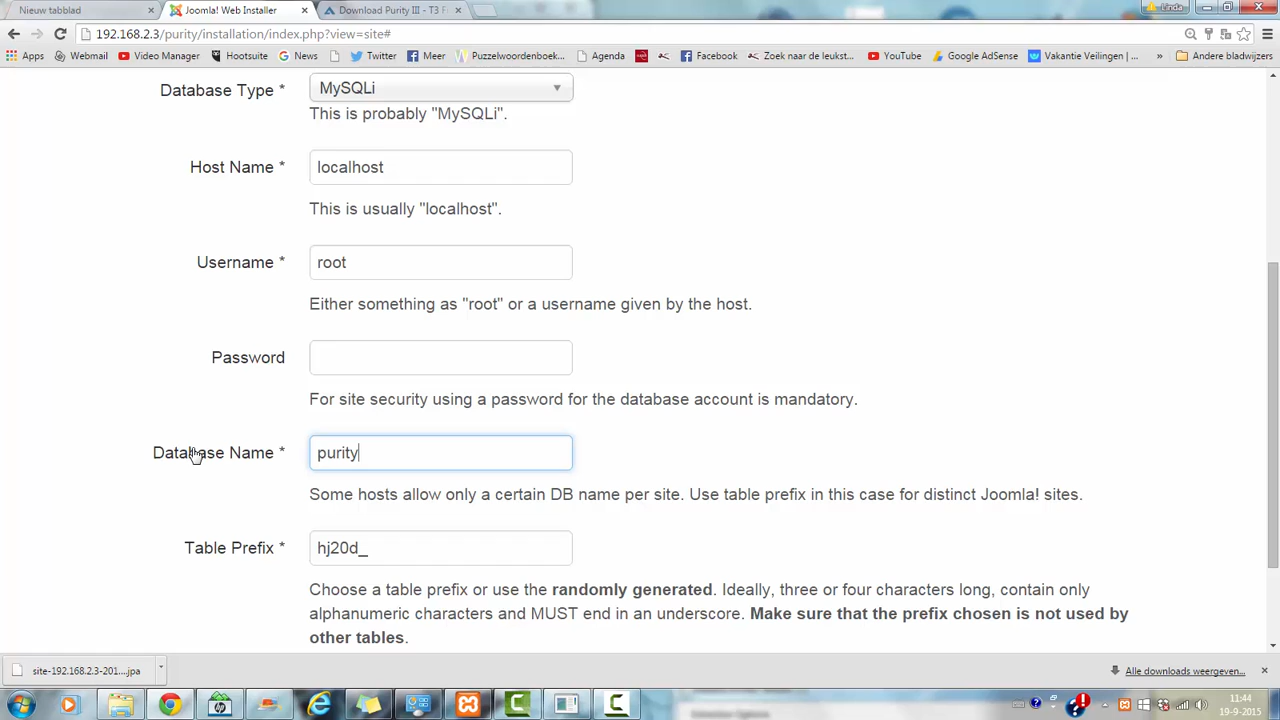 Nieuw tabblad
Joomla! Web Installer
Download Purity III - T3 F
Linda
192.168.2.3/purity/installation/index.php?view=site#
Apps Webmail Video Manager Hootsuite News Twitter Meer Puzzelwoordenboek... Agenda Facebook Zoek naar de leukst... YouTube Google AdSense Vakantie Veilingen ... » Andere bladwijzers
Database Type * MySQLi
This is probably "MySQLi".
Host Name * localhost
This is usually "localhost".
Username * root
Either something as "root" or a username given by the host.
Password
For site security using a password for the database account is mandatory.
Database Name * purity
Some hosts allow only a certain DB name per site. Use table prefix in this case for distinct Joomla! sites.
Table Prefix * hj20d_
Choose a table prefix or use the randomly generated. Ideally, three or four characters long, contain only
alphanumeric characters and MUST end in an underscore. Make sure that the prefix chosen is not used by
other tables.
site-192.168.2.3-201....jpa
Alle downloads weergeven...
11:44
19-9-2015